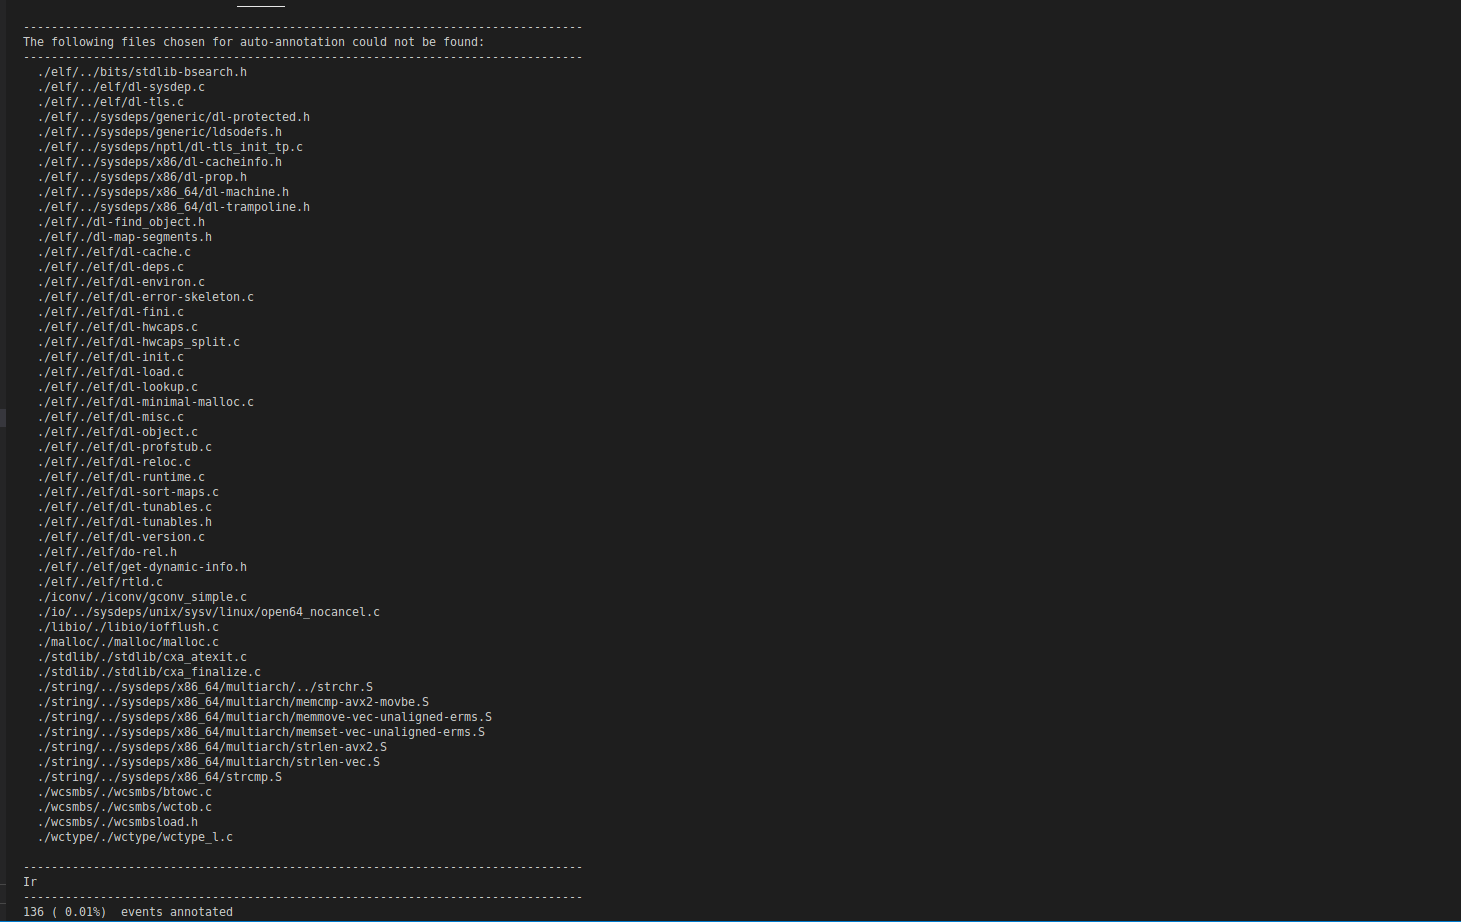 --------------------------------------------------------------------------------
The following files chosen for auto-annotation could not be found:
--------------------------------------------------------------------------------
  ./elf/../bits/stdlib-bsearch.h
  ./elf/../elf/dl-sysdep.c
  ./elf/../elf/dl-tls.c
  ./elf/../sysdeps/generic/dl-protected.h
  ./elf/../sysdeps/generic/ldsodefs.h
  ./elf/../sysdeps/nptl/dl-tls_init_tp.c
  ./elf/../sysdeps/x86/dl-cacheinfo.h
  ./elf/../sysdeps/x86/dl-prop.h
  ./elf/../sysdeps/x86_64/dl-machine.h
  ./elf/../sysdeps/x86_64/dl-trampoline.h
  ./elf/./dl-find_object.h
  ./elf/./dl-map-segments.h
  ./elf/./elf/dl-cache.c
  ./elf/./elf/dl-deps.c
  ./elf/./elf/dl-environ.c
  ./elf/./elf/dl-error-skeleton.c
  ./elf/./elf/dl-fini.c
  ./elf/./elf/dl-hwcaps.c
  ./elf/./elf/dl-hwcaps_split.c
  ./elf/./elf/dl-init.c
  ./elf/./elf/dl-load.c
  ./elf/./elf/dl-lookup.c
  ./elf/./elf/dl-minimal-malloc.c
  ./elf/./elf/dl-misc.c
  ./elf/./elf/dl-object.c
  ./elf/./elf/dl-profstub.c
  ./elf/./elf/dl-reloc.c
  ./elf/./elf/dl-runtime.c
  ./elf/./elf/dl-sort-maps.c
  ./elf/./elf/dl-tunables.c
  ./elf/./elf/dl-tunables.h
  ./elf/./elf/dl-version.c
  ./elf/./elf/do-rel.h
  ./elf/./elf/get-dynamic-info.h
  ./elf/./elf/rtld.c
  ./iconv/./iconv/gconv_simple.c
  ./io/../sysdeps/unix/sysv/linux/open64_nocancel.c
  ./libio/./libio/iofflush.c
  ./malloc/./malloc/malloc.c
  ./stdlib/./stdlib/cxa_atexit.c
  ./stdlib/./stdlib/cxa_finalize.c
  ./string/../sysdeps/x86_64/multiarch/../strchr.S
  ./string/../sysdeps/x86_64/multiarch/memcmp-avx2-movbe.S
  ./string/../sysdeps/x86_64/multiarch/memmove-vec-unaligned-erms.S
  ./string/../sysdeps/x86_64/multiarch/memset-vec-unaligned-erms.S
  ./string/../sysdeps/x86_64/multiarch/strlen-avx2.S
  ./string/../sysdeps/x86_64/multiarch/strlen-vec.S
  ./string/../sysdeps/x86_64/strcmp.S
  ./wcsmbs/./wcsmbs/btowc.c
  ./wcsmbs/./wcsmbs/wctob.c
  ./wcsmbs/./wcsmbsload.h
  ./wctype/./wctype/wctype_l.c
--------------------------------------------------------------------------------
Ir
--------------------------------------------------------------------------------
136 ( 0.01%)  events annotated